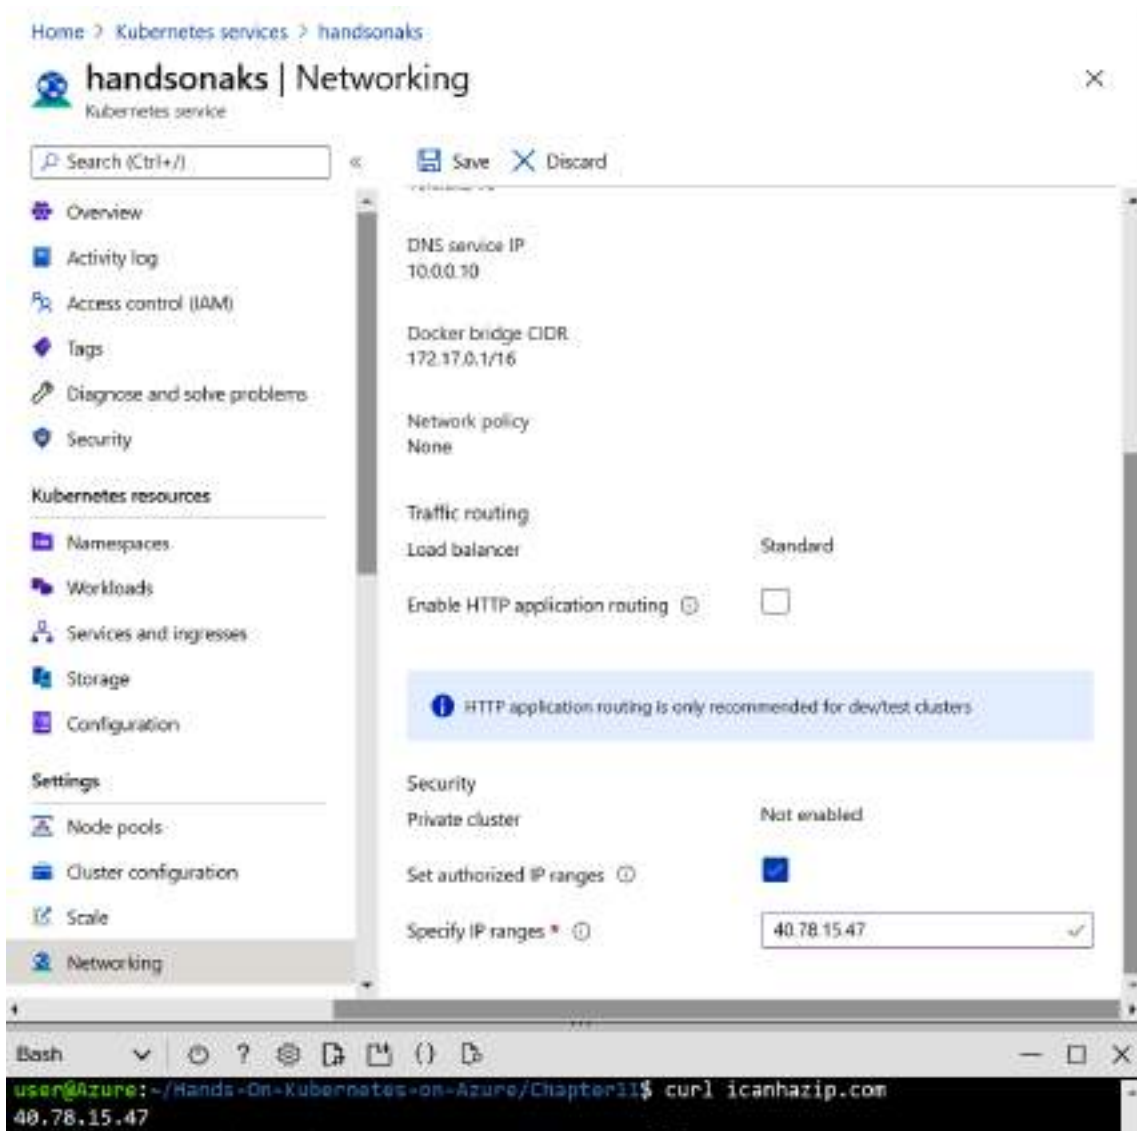 Home > Kubernetes services > handsonaks
handsonaks | Networking
Kubernetes service
Search (Ctrl+/)
«
Save
Discard
Overview
Activity log
Access control (IAM)
Tags
Diagnose and solve problems
Security
Kubernetes resources
Namespaces
Workloads
Services and ingresses
Storage
Configuration
Settings
Node pools
Cluster configuration
Scale
Networking
DNS service IP
10.0.0.10
Docker bridge CIDR
172.17.0.1/16
Network policy
None
Traffic routing
Load balancer Standard
Enable HTTP application routing
HTTP application routing is only recommended for dev/test clusters
Security
Private cluster Not enabled
Set authorized IP ranges
Specify IP ranges * 40.78.15.47
Bash
user@Azure:~/Hands-On-Kubernetes-on-Azure/Chapter11$ curl icanhazip.com
40.78.15.47